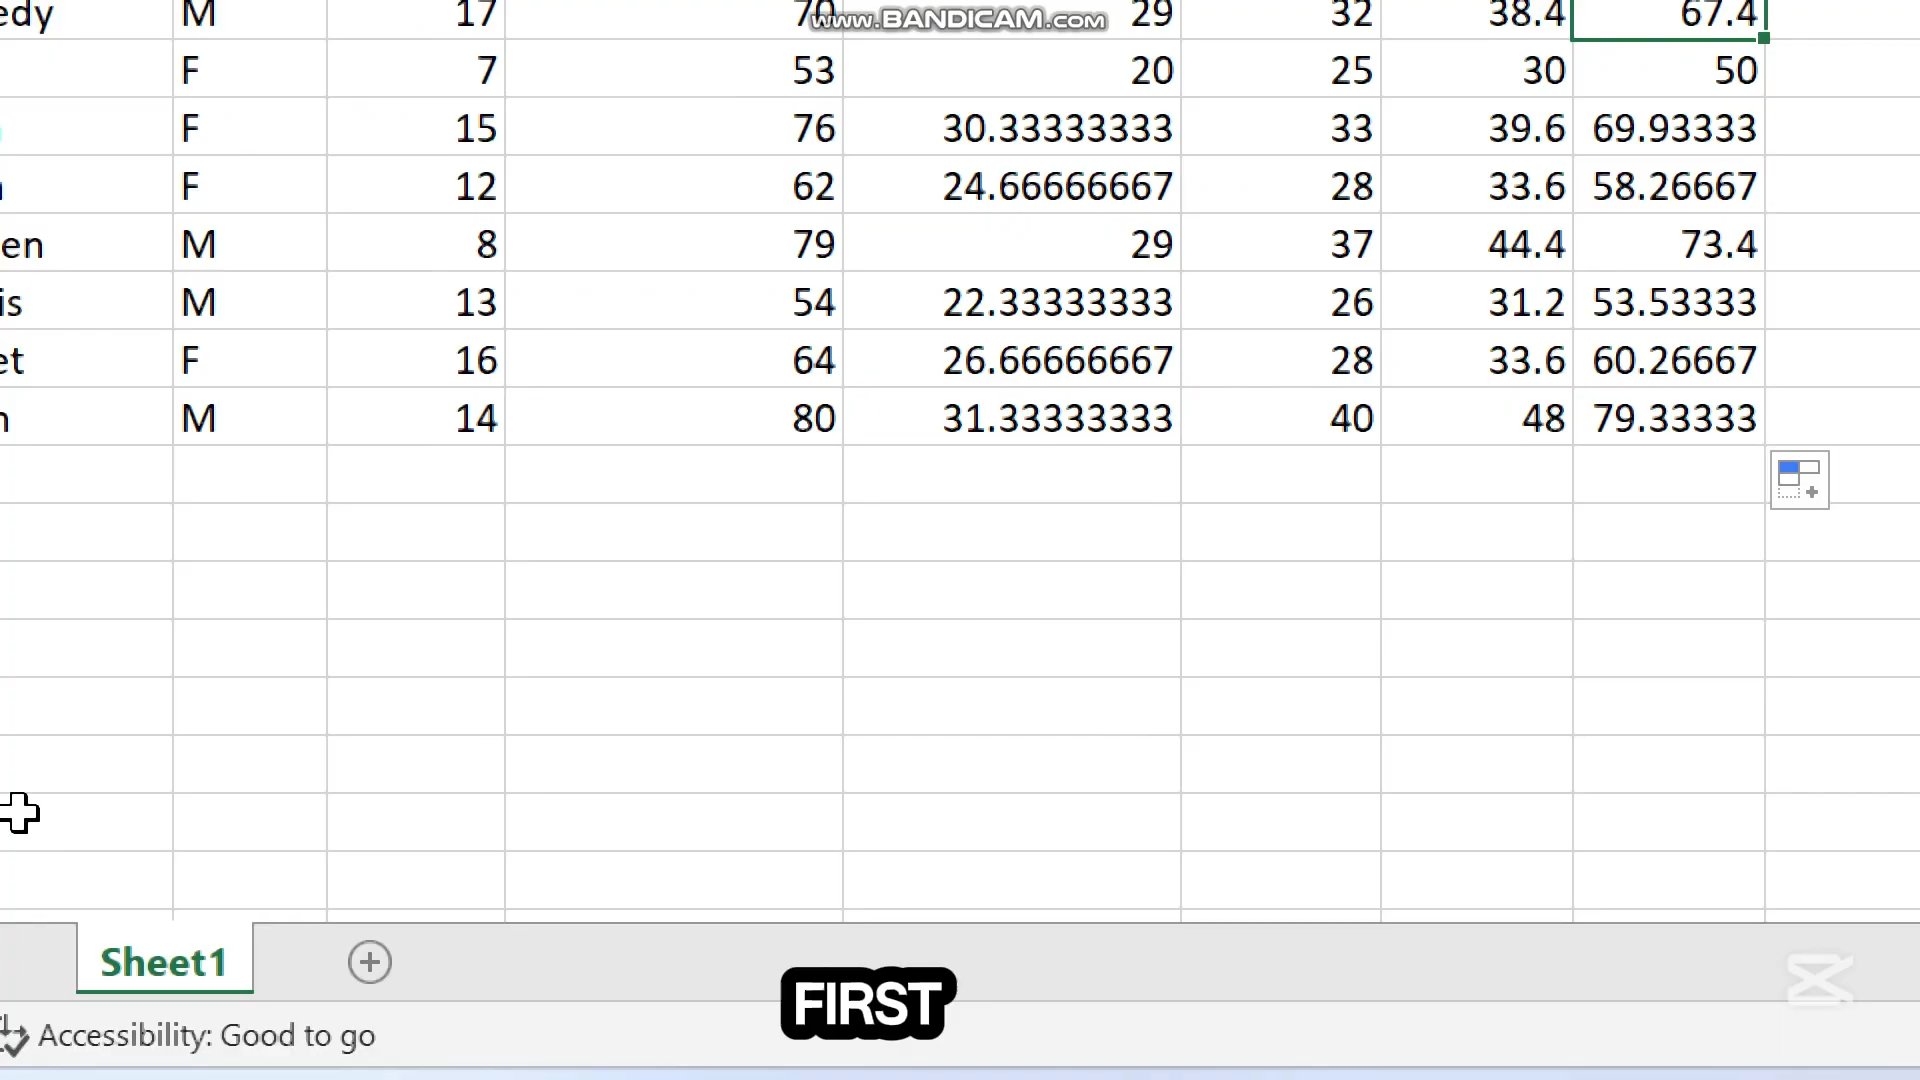 edy M 17 70 29 32 38.4 67.4
www.BANDICAM.com
F 7 53 20 25 30 50
F 15 76 30.33333333 33 39.6 69.93333
F 12 62 24.66666667 28 33.6 58.26667
en M 8 79 29 37 44.4 73.4
is M 13 54 22.33333333 26 31.2 53.53333
et F 16 64 26.66666667 28 33.6 60.26667
M 14 80 31.33333333 40 48 79.33333
Sheet1
FIRST
Accessibility: Good to go